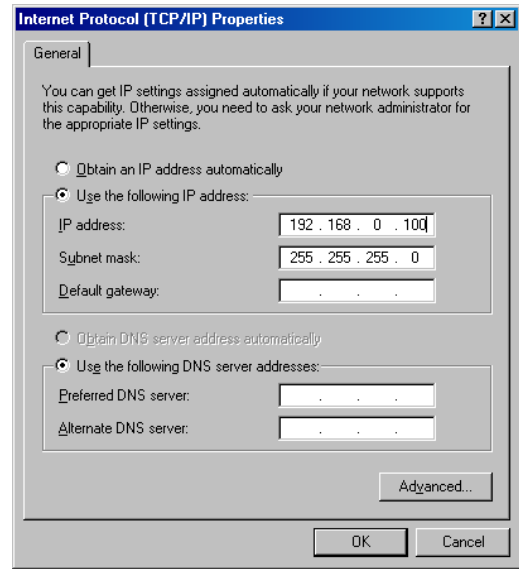 Internet Protocol (TCP/IP) Properties
General
You can get IP settings assigned automatically if your network supports
this capability. Otherwise, you need to ask your network administrator for
the appropriate IP settings.
Obtain an IP address automatically
Use the following IP address:
IP address: 192 . 168 . 0 . 100
Subnet mask: 255 . 255 . 255 . 0
Default gateway: . . .
Obtain DNS server address automatically
Use the following DNS server addresses:
Preferred DNS server: . . .
Alternate DNS server: . . .
Advanced...
OK Cancel